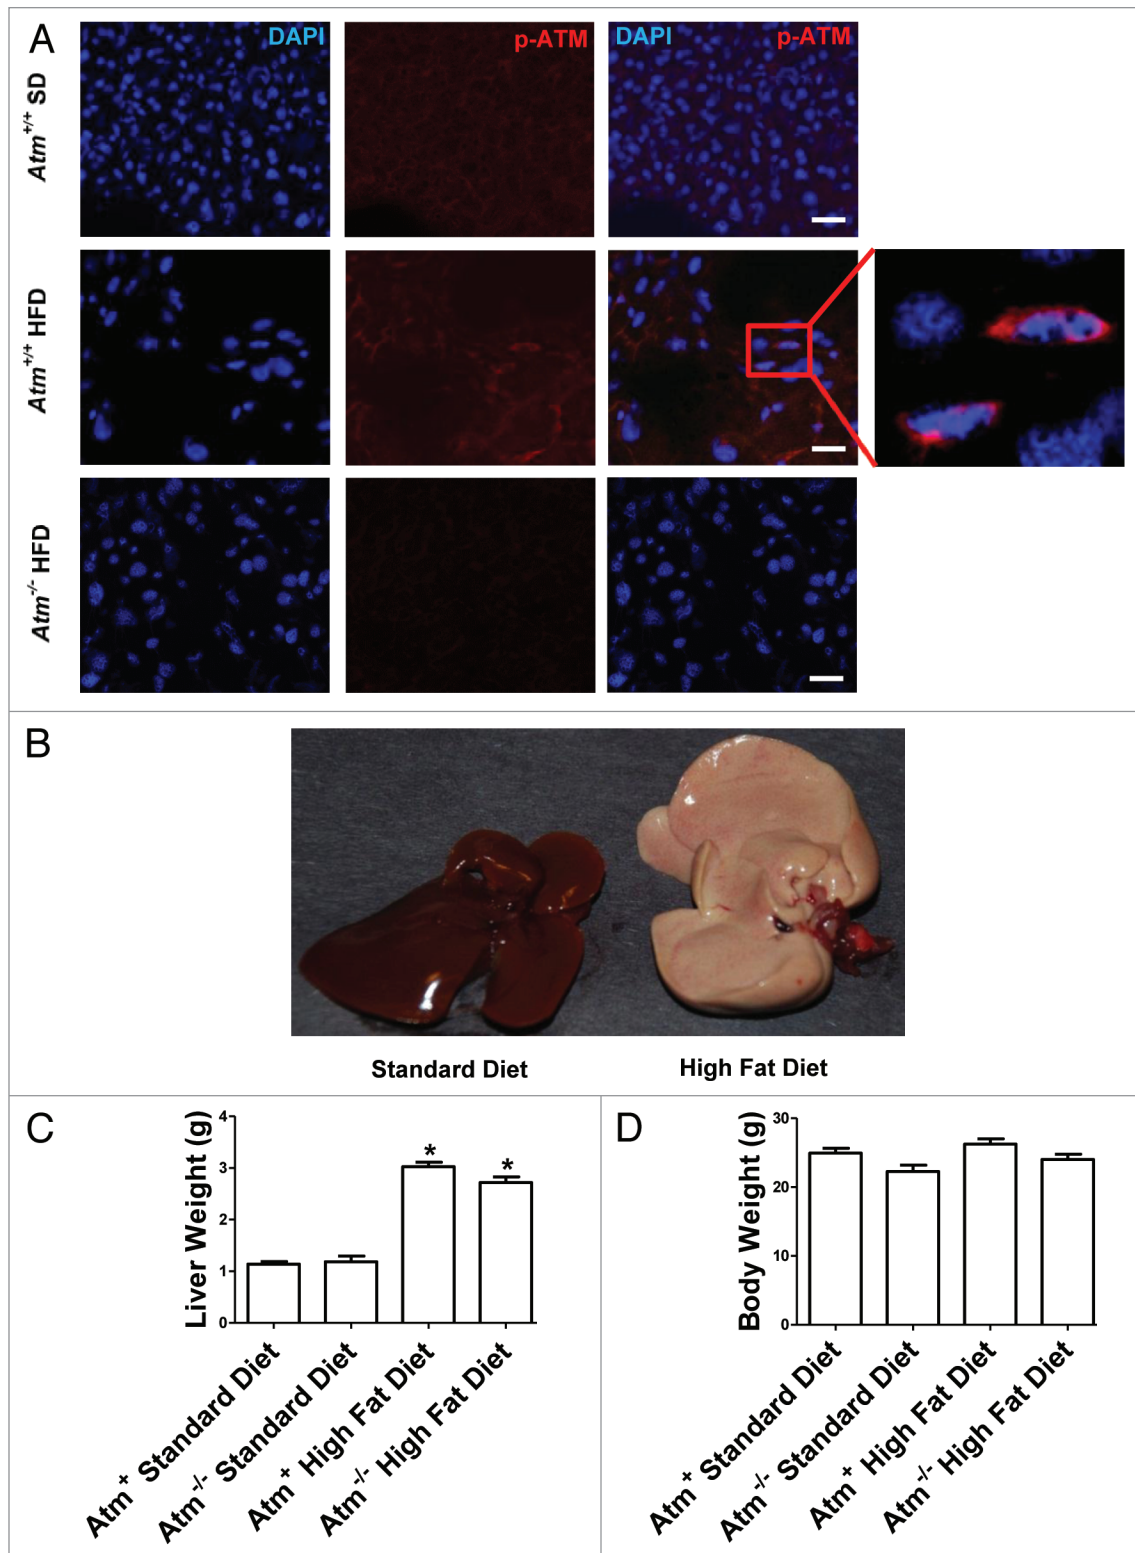 A
DAPI
p-ATM
DAPI p-ATM
Atm+/+ SD
Atm+/+ HFD
Atm-/- HFD
B
Standard Diet High Fat Diet
C
Liver Weight (g)
4
3
2
1
0
* *
Atm+ Standard Diet
Atm-/- Standard Diet
Atm+ High Fat Diet
Atm-/- High Fat Diet
D
Body Weight (g)
30
20
10
0
Atm+ Standard Diet
Atm-/- Standard Diet
Atm+ High Fat Diet
Atm-/- High Fat Diet